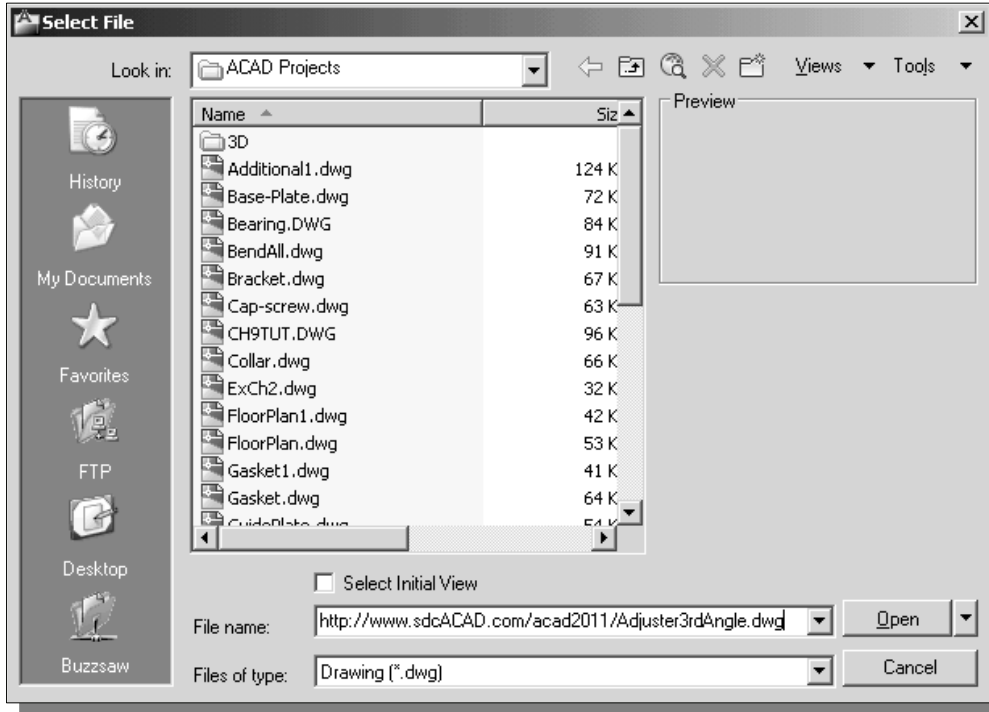 Select File
Look in: ACAD Projects Views Tools
Name Siz
Preview
3D
Additional1.dwg 124 K
Base-Plate.dwg 72 K
Bearing.DWG 84 K
BendAll.dwg 91 K
Bracket.dwg 67 K
Cap-screw.dwg 63 K
CH9TUT.DWG 96 K
Collar.dwg 66 K
ExCh2.dwg 32 K
FloorPlan1.dwg 42 K
FloorPlan.dwg 53 K
Gasket1.dwg 41 K
Gasket.dwg 64 K
GuidePlate.dwg 54 K
History
My Documents
Favorites
FTP
Desktop
Buzzsaw
Select Initial View
File name: http://www.sdcACAD.com/acad2011/Adjuster3rdAngle.dwg Open
Files of type: Drawing (*.dwg) Cancel